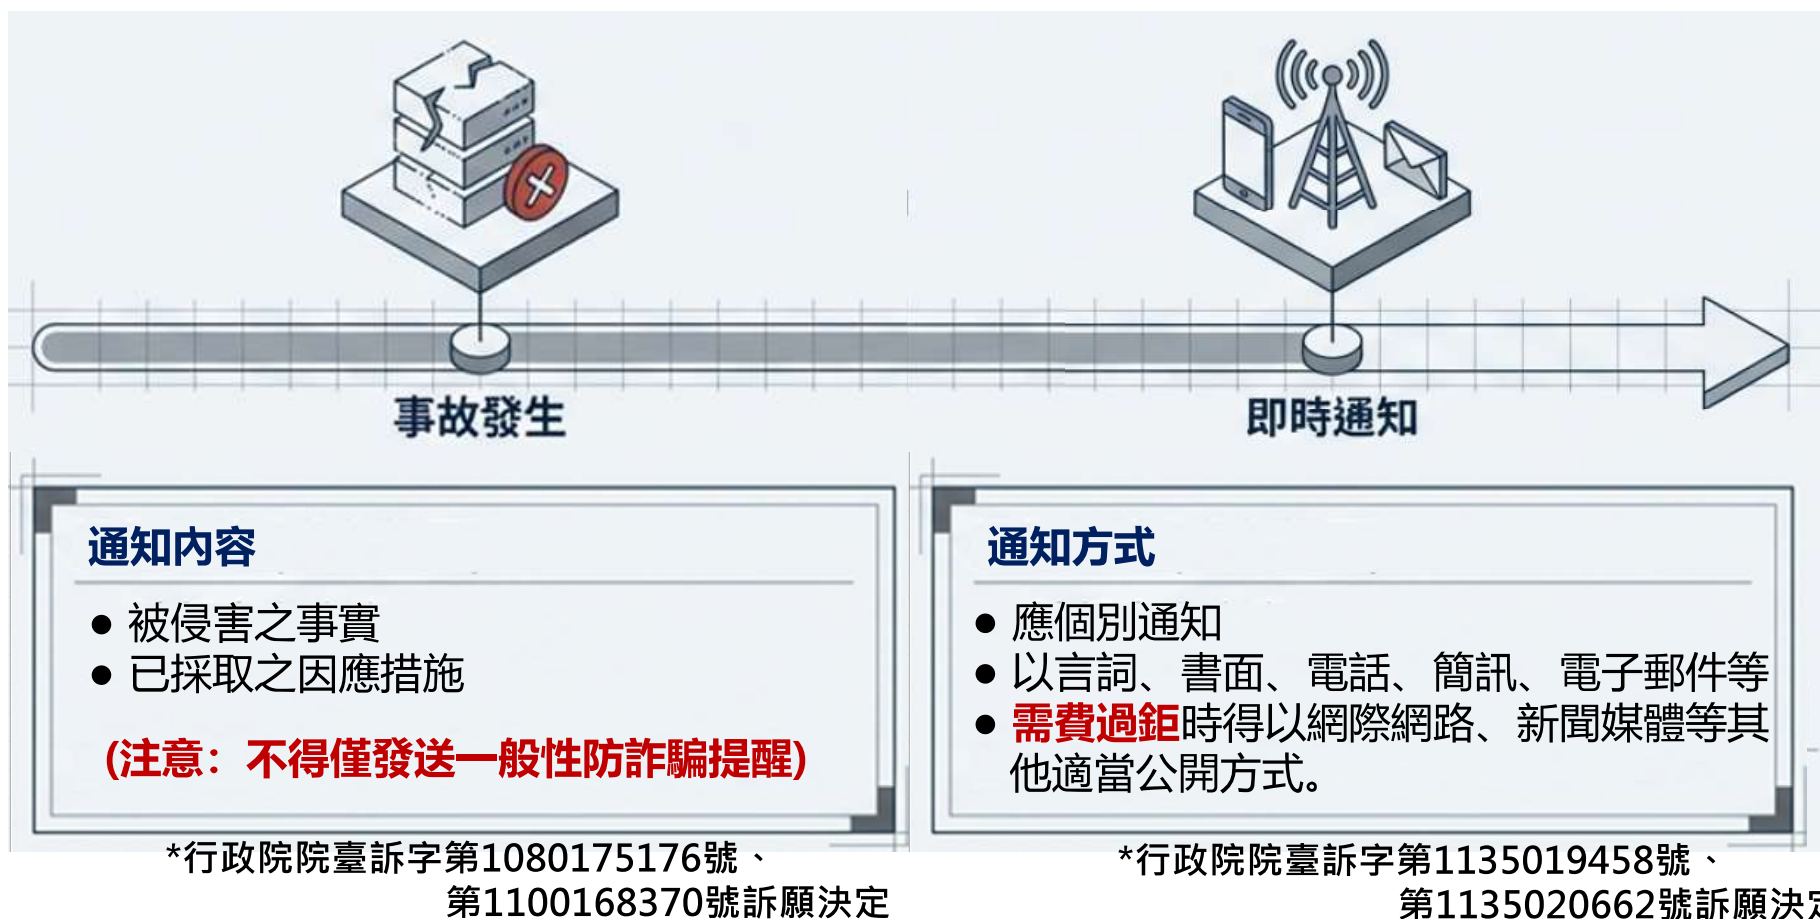 事故發生
即時通知
通知內容
● 被侵害之事實
● 已採取之因應措施
(注意：不得僅發送一般性防詐騙提醒)
*行政院院臺訴字第1080175176號、
第1100168370號訴願決定
通知方式
● 應個別通知
● 以言詞、書面、電話、簡訊、電子郵件等
● 需費過鉅時得以網際網路、新聞媒體等其
他適當公開方式。
*行政院院臺訴字第1135019458號、
第1135020662號訴願決定